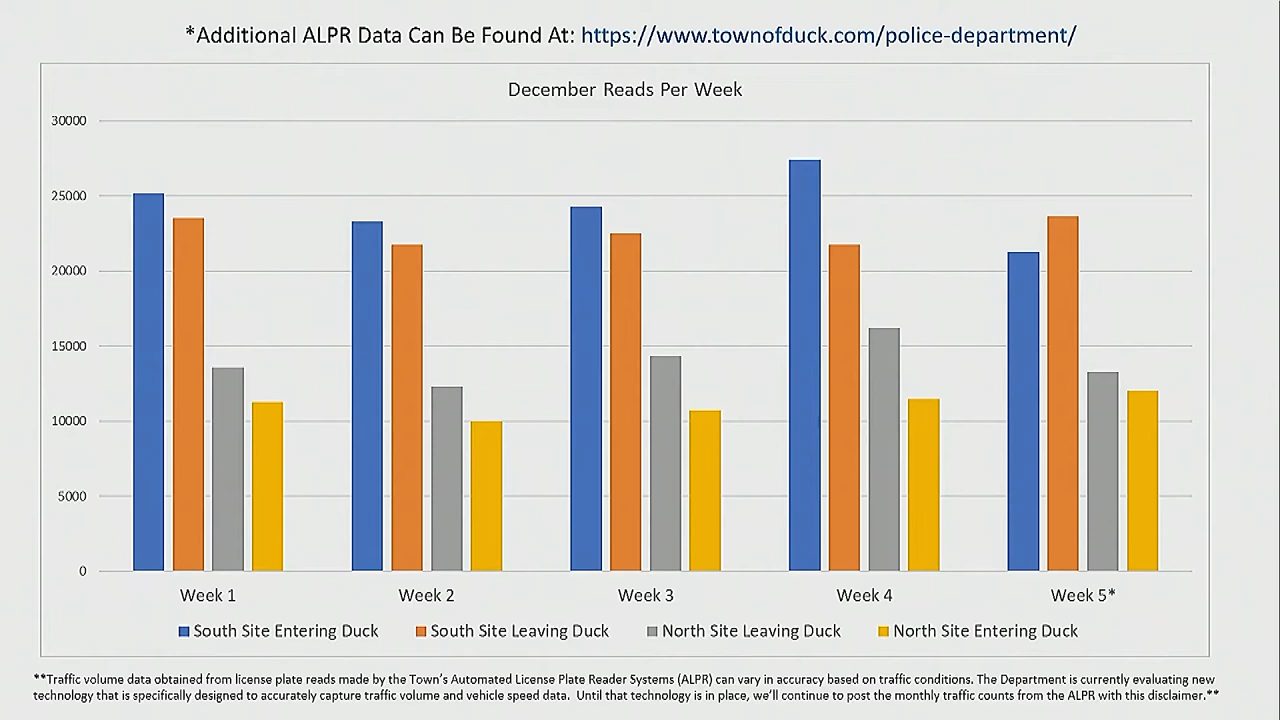 *Additional ALPR Data Can Be Found At: https://www.townofduck.com/police-department/
December Reads Per Week
30000
25000
20000
15000
10000
5000
0
Week 1 Week 2 Week 3 Week 4 Week 5*
South Site Entering Duck South Site Leaving Duck North Site Leaving Duck North Site Entering Duck
**Traffic volume data obtained from license plate reads made by the Town's Automated License Plate Reader Systems (ALPR) can vary in accuracy based on traffic conditions. The Department is currently evaluating new
technology that is specifically designed to accurately capture traffic volume and vehicle speed data. Until that technology is in place, we'll continue to post the monthly traffic counts from the ALPR with this disclaimer.**